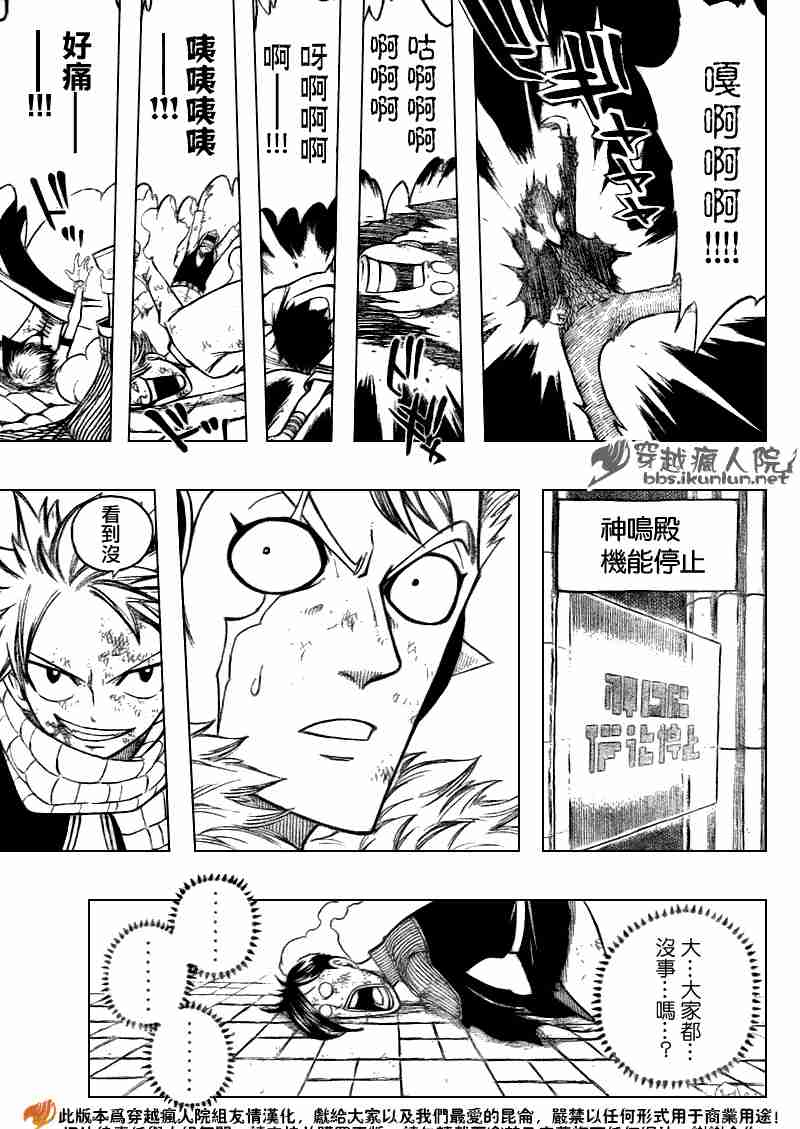 嘎啊啊啊!!!!
咕啊啊啊
啊啊啊
呀啊啊啊
啊—!!!
咦咦咦咦
—!!!
好痛—
—!!!
穿越瘋人院
bbs.ikunlun.net
神鳴殿
機能停止
看到沒
大…大家都…
沒事…嗎…?
………
………
………
此版本爲穿越瘋人院組友情漢化，獻給大家以及我們最愛的昆侖，嚴禁以任何形式用于商業用途!